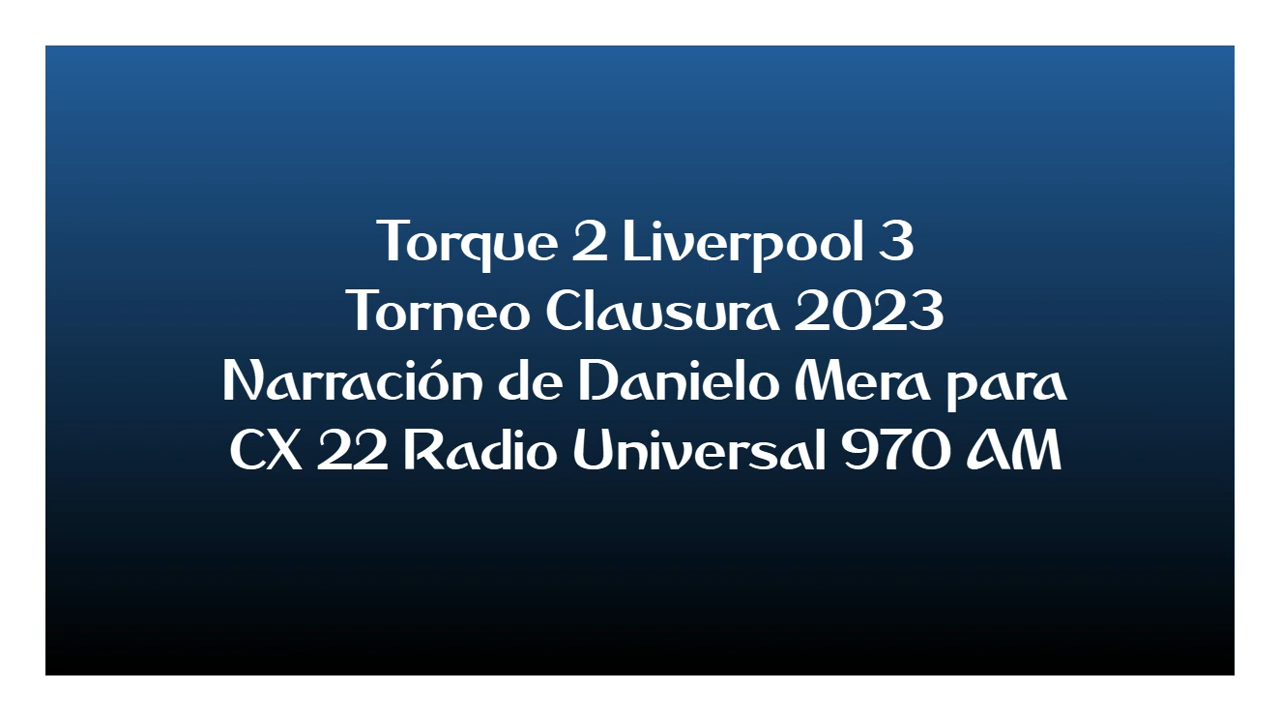 Torque 2 Liverpool 3
Torneo Clausura 2023
Narración de Danielo Mera para
CX 22 Radio Universal 970 AM